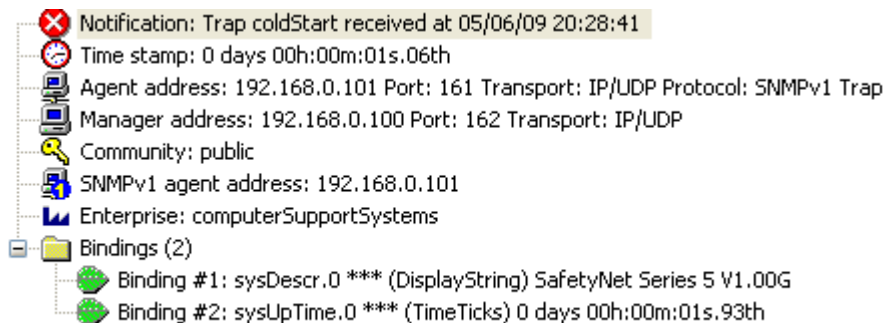 Notification: Trap coldStart received at 05/06/09 20:28:41
Time stamp: 0 days 00h:00m:01s.06th
Agent address: 192.168.0.101 Port: 161 Transport: IP/UDP Protocol: SNMPv1 Trap
Manager address: 192.168.0.100 Port: 162 Transport: IP/UDP
Community: public
SNMPv1 agent address: 192.168.0.101
Enterprise: computerSupportSystems
Bindings (2)
Binding #1: sysDescr.0 *** (DisplayString) SafetyNet Series 5 V1.00G
Binding #2: sysUpTime.0 *** (TimeTicks) 0 days 00h:00m:01s.93th